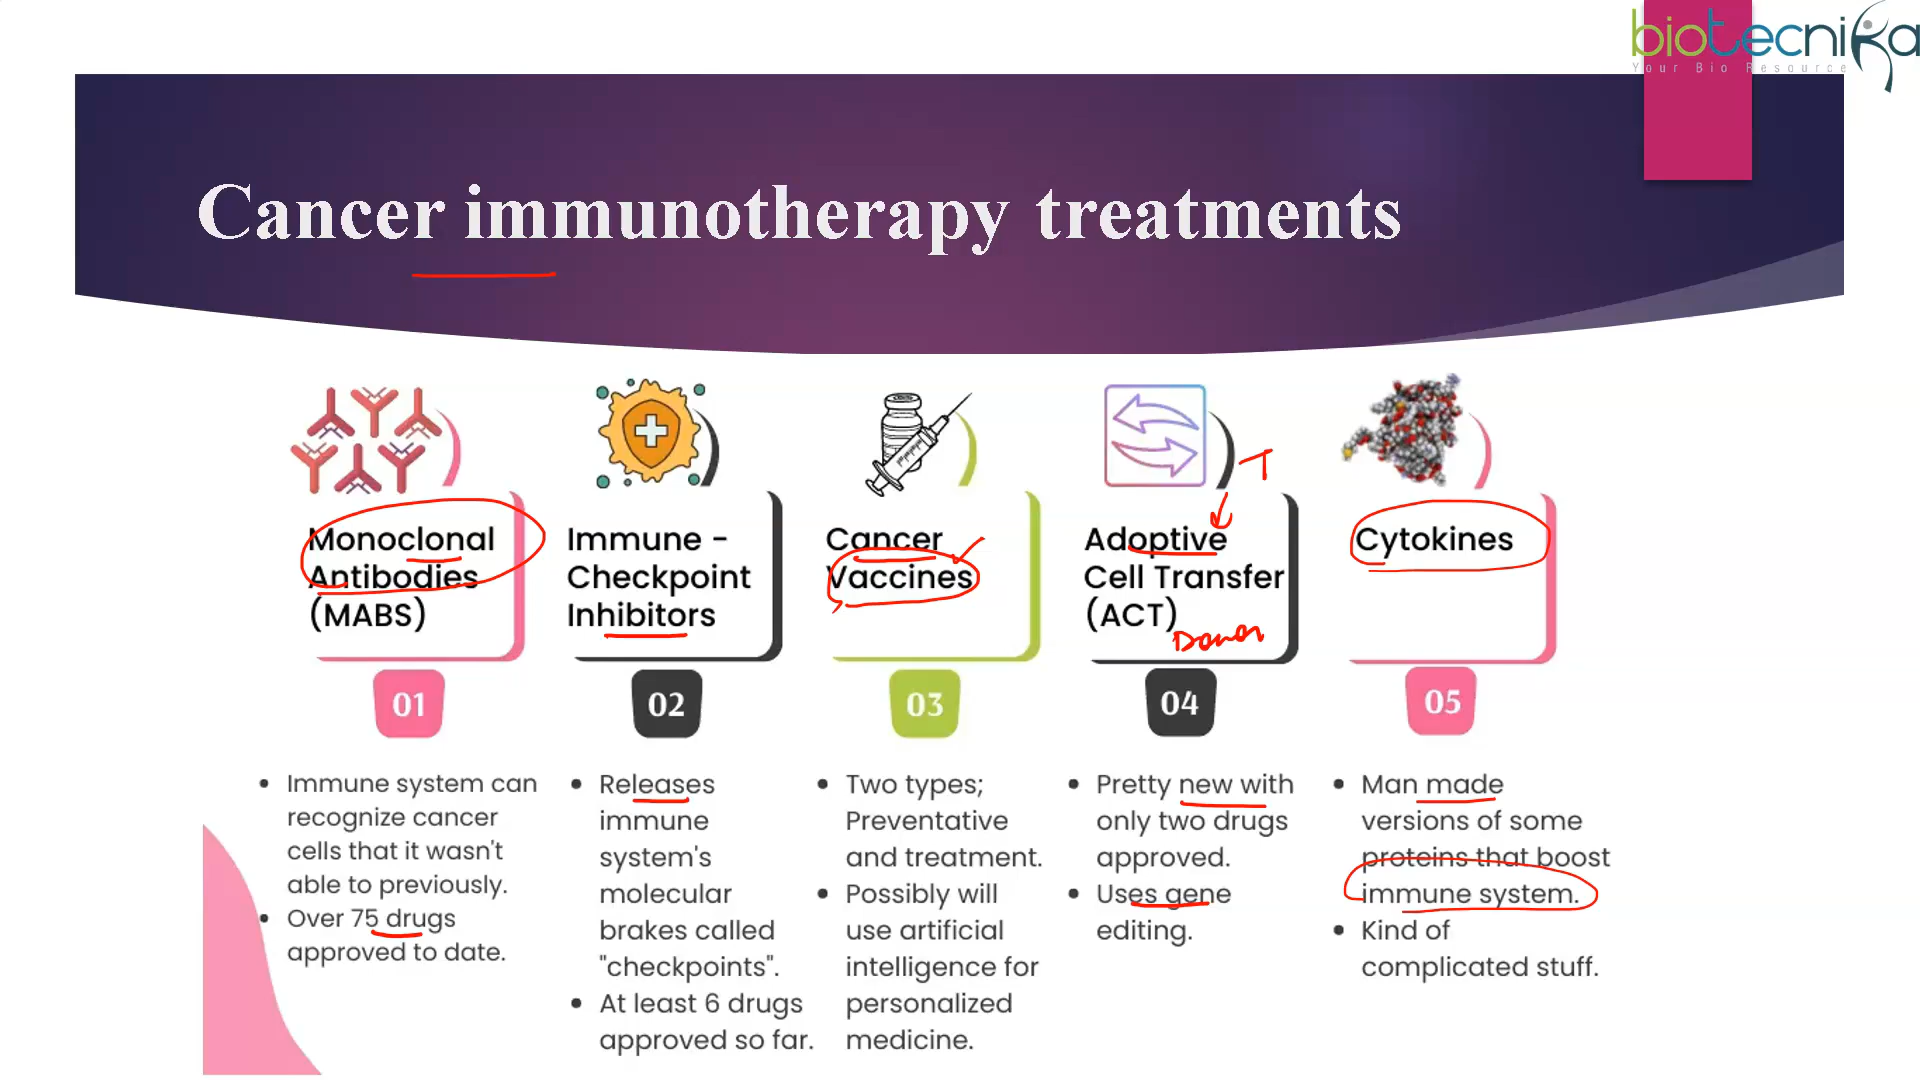 biotecnika
Your Bio Resource
Cancer immunotherapy treatments
Monoclonal
Antibodies
(MABS)
01
• Immune system can
recognize cancer
cells that it wasn't
able to previously.
• Over 75 drugs
approved to date.
Immune -
Checkpoint
Inhibitors
02
• Releases
immune
system's
molecular
brakes called
"checkpoints".
• At least 6 drugs
approved so far.
Cancer
Vaccines
03
• Two types;
Preventative
and treatment.
• Possibly will
use artificial
intelligence for
personalized
medicine.
T
Adoptive
Cell Transfer
(ACT)
Donor
04
• Pretty new with
only two drugs
approved.
• Uses gene
editing.
Cytokines
05
• Man made
versions of some
proteins that boost
immune system.
• Kind of
complicated stuff.